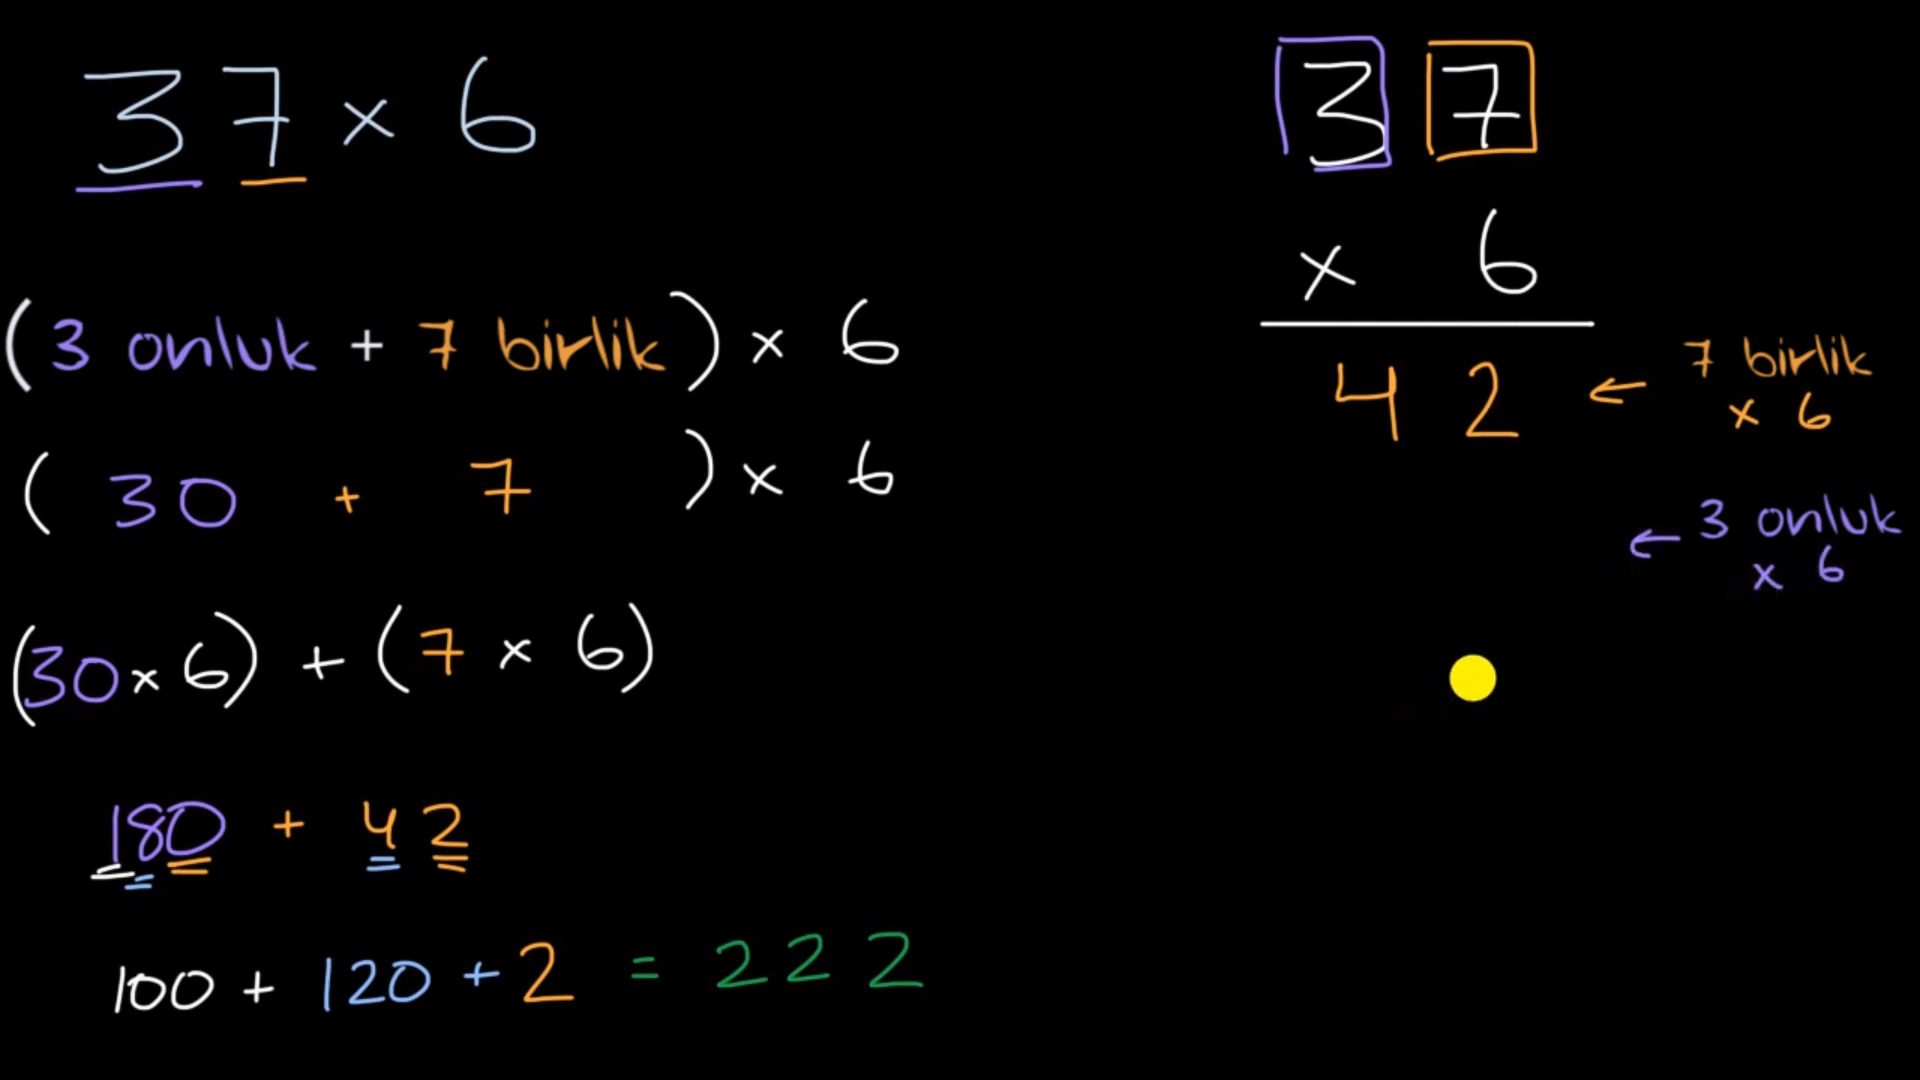 37 × 6
(3 onluk + 7 birlik) × 6
(30 + 7) × 6
(30 × 6) + (7 × 6)
180 + 42
100 + 120 + 2 = 222
37
× 6
42 ← 7 birlik
× 6
← 3 onluk
× 6